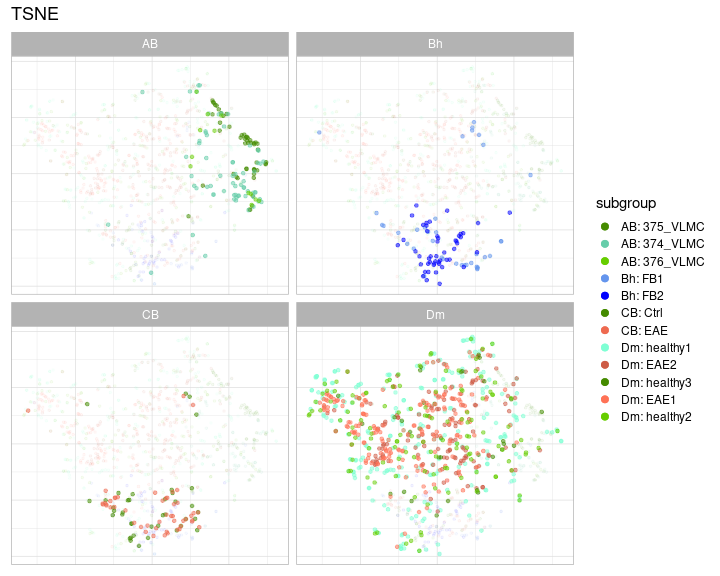 TSNE
AB
Bh
CB
Dm
subgroup
AB: 375_VLMC
AB: 374_VLMC
AB: 376_VLMC
Bh: FB1
Bh: FB2
CB: Ctrl
CB: EAE
Dm: healthy1
Dm: EAE2
Dm: healthy3
Dm: EAE1
Dm: healthy2